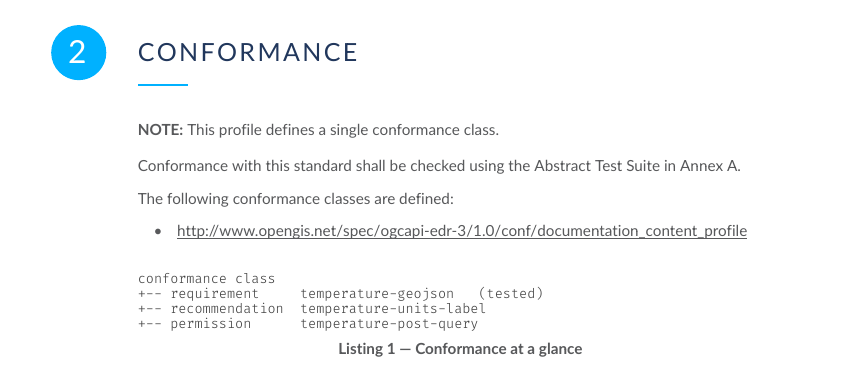 2 CONFORMANCE
NOTE: This profile defines a single conformance class.
Conformance with this standard shall be checked using the Abstract Test Suite in Annex A.
The following conformance classes are defined:
• http://www.opengis.net/spec/ogcapi-edr-3/1.0/conf/documentation_content_profile
conformance class
+-- requirement     temperature-geojson   (tested)
+-- recommendation  temperature-units-label
+-- permission      temperature-post-query
Listing 1 — Conformance at a glance